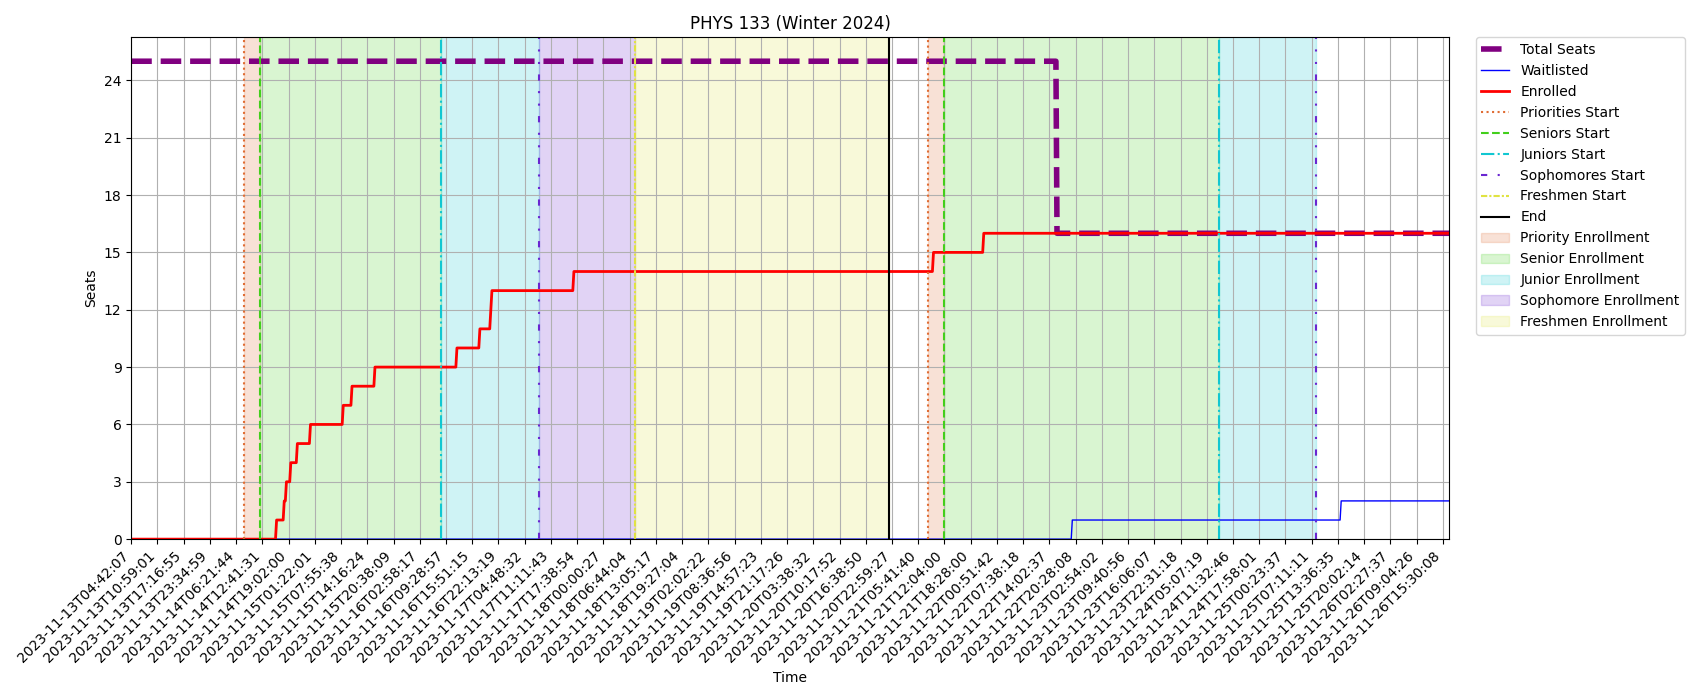 PHYS 133 (Winter 2024)
Seats
24
21
18
15
12
9
6
3
0
2023-11-13T04:42:07
2023-11-13T10:59:01
2023-11-13T17:16:55
2023-11-13T23:34:59
2023-11-14T06:21:44
2023-11-14T12:41:31
2023-11-14T19:02:00
2023-11-15T01:22:01
2023-11-15T07:55:38
2023-11-15T14:16:24
2023-11-15T20:38:09
2023-11-16T02:58:17
2023-11-16T09:28:57
2023-11-16T15:51:15
2023-11-16T22:13:19
2023-11-17T04:48:32
2023-11-17T11:11:43
2023-11-17T17:38:54
2023-11-18T00:00:27
2023-11-18T06:44:04
2023-11-18T13:05:17
2023-11-18T19:27:04
2023-11-19T02:02:22
2023-11-19T08:36:56
2023-11-19T14:57:23
2023-11-19T21:17:26
2023-11-20T03:38:32
2023-11-20T10:17:52
2023-11-20T16:38:50
2023-11-20T22:59:27
2023-11-21T05:41:40
2023-11-21T12:04:00
2023-11-21T18:28:00
2023-11-22T00:51:42
2023-11-22T07:38:18
2023-11-22T14:02:37
2023-11-22T20:28:08
2023-11-23T02:54:02
2023-11-23T09:40:56
2023-11-23T16:06:07
2023-11-23T22:31:18
2023-11-24T05:07:19
2023-11-24T11:32:46
2023-11-24T17:58:01
2023-11-25T00:23:37
2023-11-25T07:11:11
2023-11-25T13:36:35
2023-11-25T20:02:14
2023-11-26T02:27:37
2023-11-26T09:04:26
2023-11-26T15:30:08
Time
Total Seats
Waitlisted
Enrolled
Priorities Start
Seniors Start
Juniors Start
Sophomores Start
Freshmen Start
End
Priority Enrollment
Senior Enrollment
Junior Enrollment
Sophomore Enrollment
Freshmen Enrollment